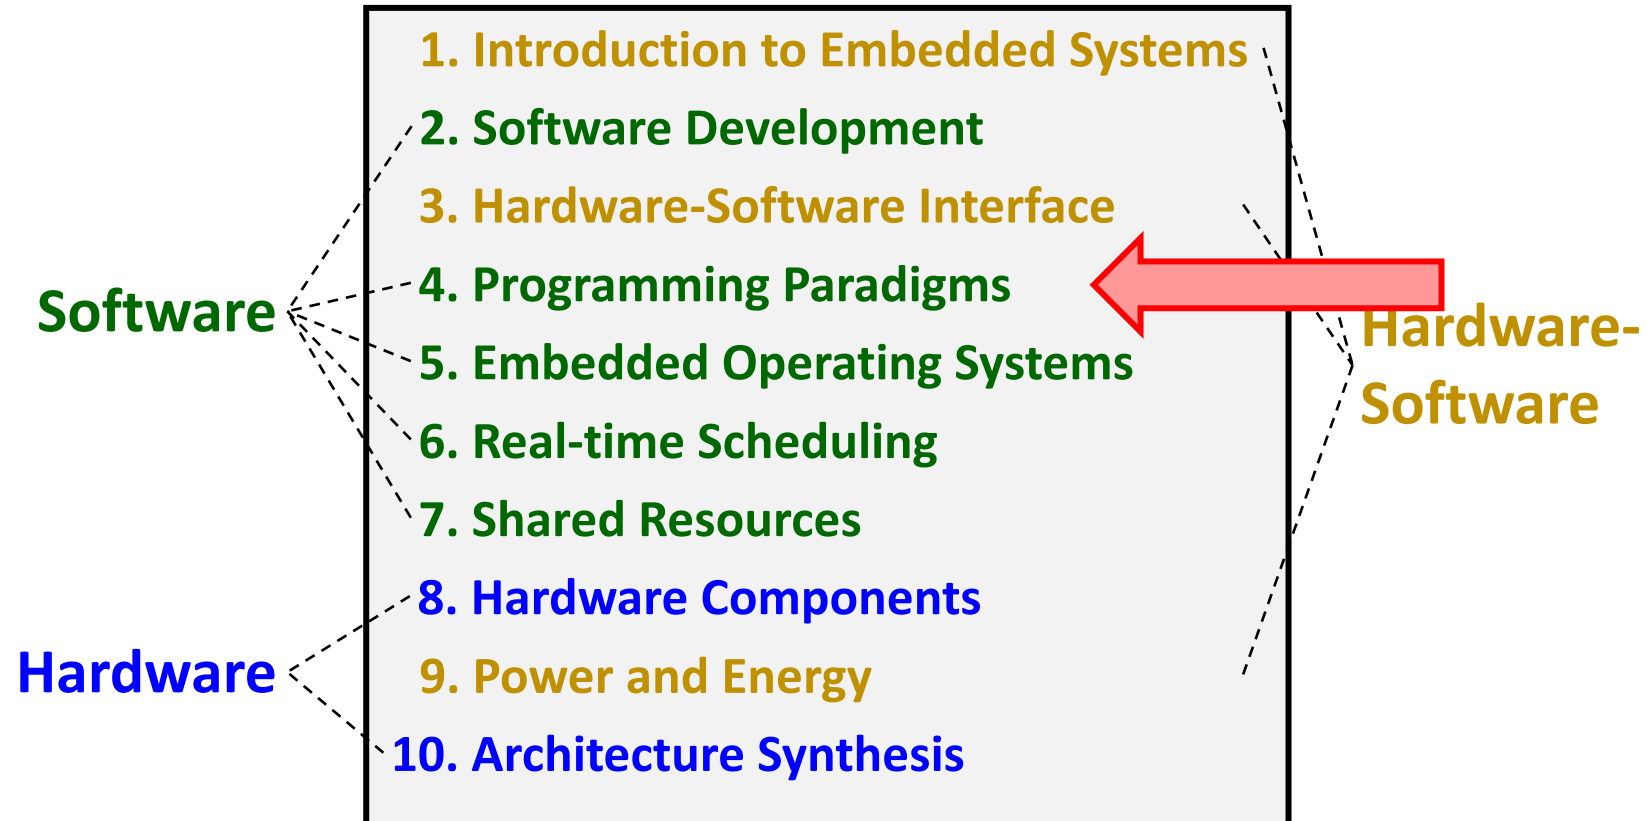 1. Introduction to Embedded Systems
2. Software Development
3. Hardware-Software Interface
4. Programming Paradigms
5. Embedded Operating Systems
6. Real-time Scheduling
7. Shared Resources
8. Hardware Components
9. Power and Energy
10. Architecture Synthesis
Software
Hardware
Hardware-
Software